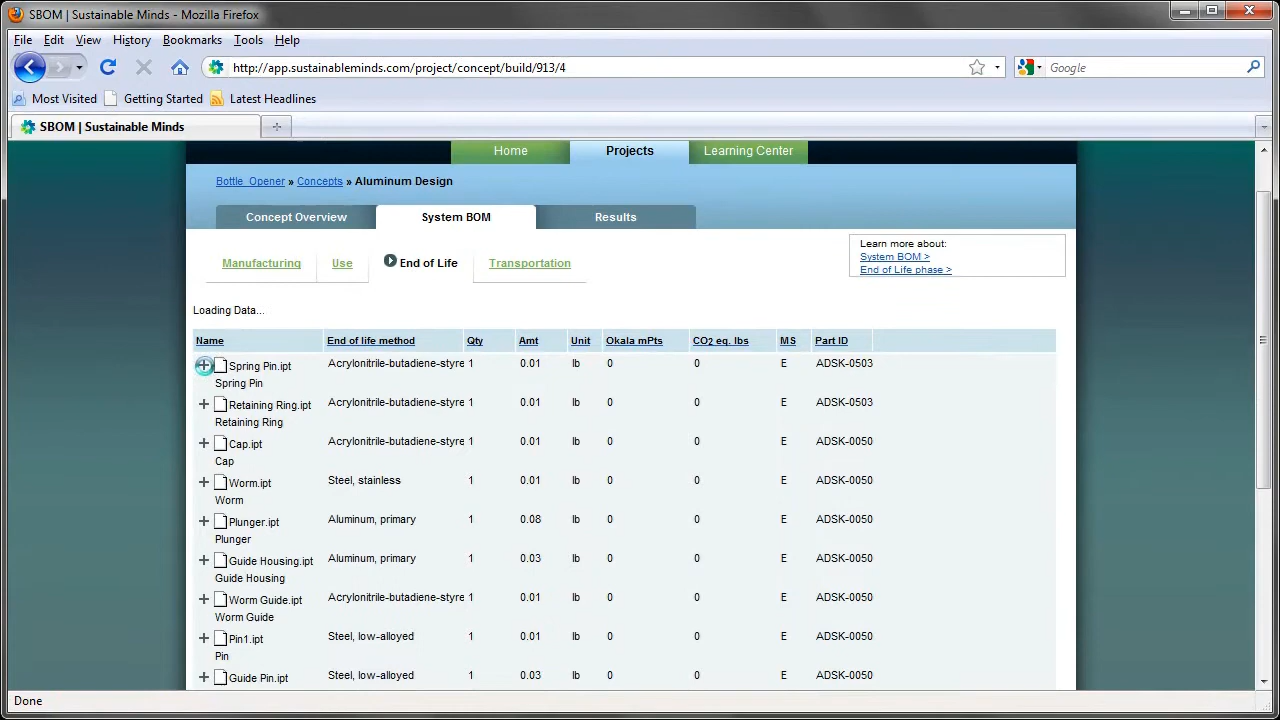 SBOM | Sustainable Minds - Mozilla Firefox
File Edit View History Bookmarks Tools Help
http://app.sustainableminds.com/project/concept/build/913/4
Google
Most Visited Getting Started Latest Headlines
SBOM | Sustainable Minds
Home Projects Learning Center
Bottle_Opener » Concepts » Aluminum Design
Concept Overview System BOM Results
Learn more about:
System BOM >
End of Life phase >
Manufacturing Use End of Life Transportation
Loading Data...
Name End of life method Qty Amt Unit Okala mPts CO2 eq. lbs MS Part ID
Spring Pin.ipt Acrylonitrile-butadiene-styre 1 0.01 lb 0 0 E ADSK-0503
Spring Pin
Retaining Ring.ipt Acrylonitrile-butadiene-styre 1 0.01 lb 0 0 E ADSK-0503
Retaining Ring
Cap.ipt Acrylonitrile-butadiene-styre 1 0.01 lb 0 0 E ADSK-0050
Cap
Worm.ipt Steel, stainless 1 0.01 lb 0 0 E ADSK-0050
Worm
Plunger.ipt Aluminum, primary 1 0.08 lb 0 0 E ADSK-0050
Plunger
Guide Housing.ipt Aluminum, primary 1 0.03 lb 0 0 E ADSK-0050
Guide Housing
Worm Guide.ipt Acrylonitrile-butadiene-styre 1 0.01 lb 0 0 E ADSK-0050
Worm Guide
Pin1.ipt Steel, low-alloyed 1 0.01 lb 0 0 E ADSK-0050
Pin
Guide Pin.ipt Steel, low-alloyed 1 0.03 lb 0 0 E ADSK-0050
Done